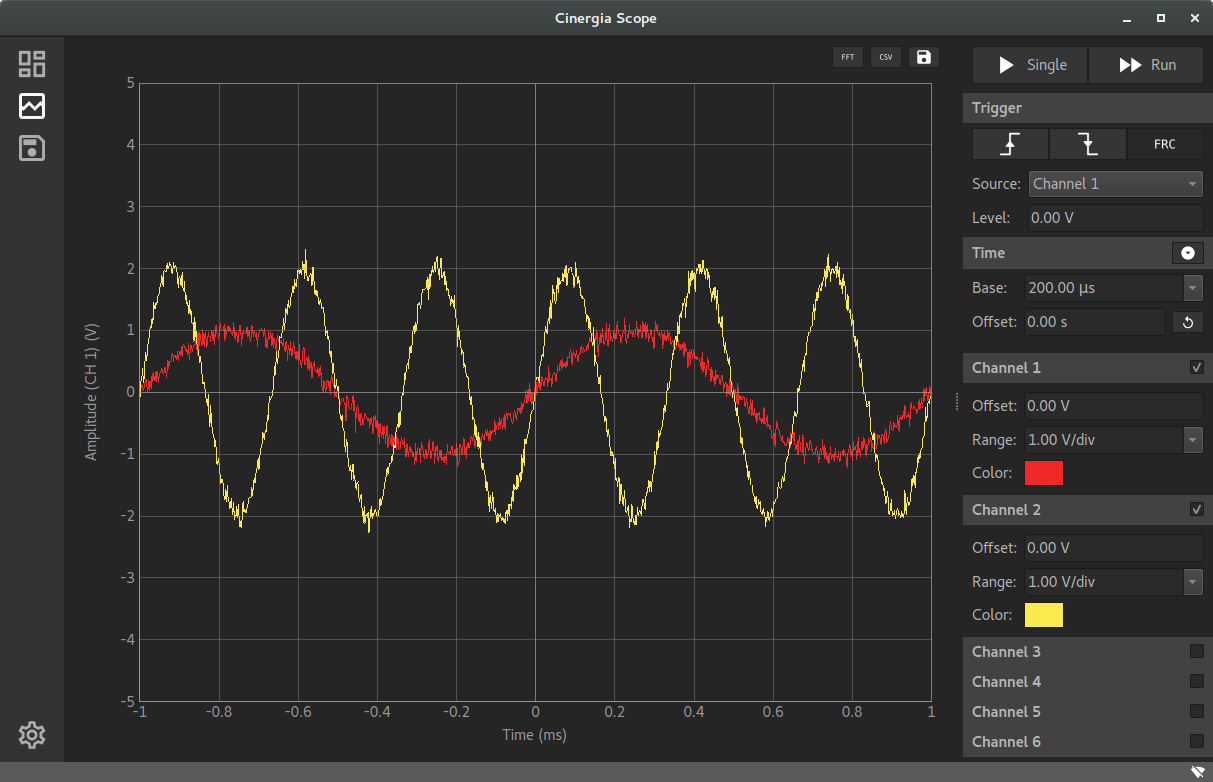 Cinergia Scope
FFT CSV
Single Run
Trigger
FRC
Source: Channel 1
Level: 0.00 V
Time
Base: 200.00 µs
Offset: 0.00 s
Channel 1
Offset: 0.00 V
Range: 1.00 V/div
Color:
Channel 2
Offset: 0.00 V
Range: 1.00 V/div
Color:
Channel 3
Channel 4
Channel 5
Channel 6
Amplitude (CH 1) (V)
5
4
3
2
1
0
-1
-2
-3
-4
-5
-1 -0.8 -0.6 -0.4 -0.2 0 0.2 0.4 0.6 0.8 1
Time (ms)